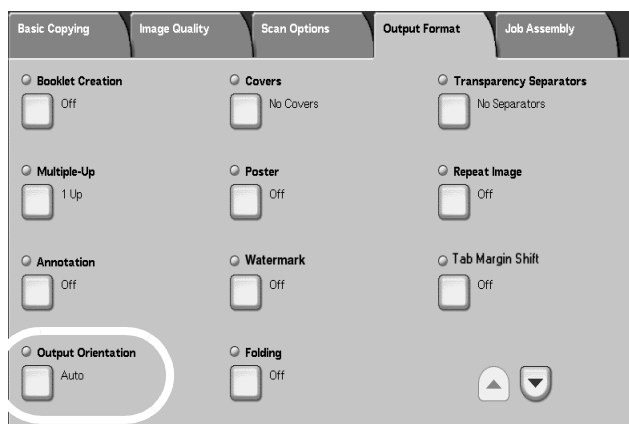 Basic Copying
Image Quality
Scan Options
Output Format
Job Assembly
Booklet Creation
Off
Covers
No Covers
Transparency Separators
No Separators
Multiple-Up
1 Up
Poster
Off
Repeat Image
Off
Annotation
Off
Watermark
Off
Tab Margin Shift
Off
Output Orientation
Auto
Folding
Off